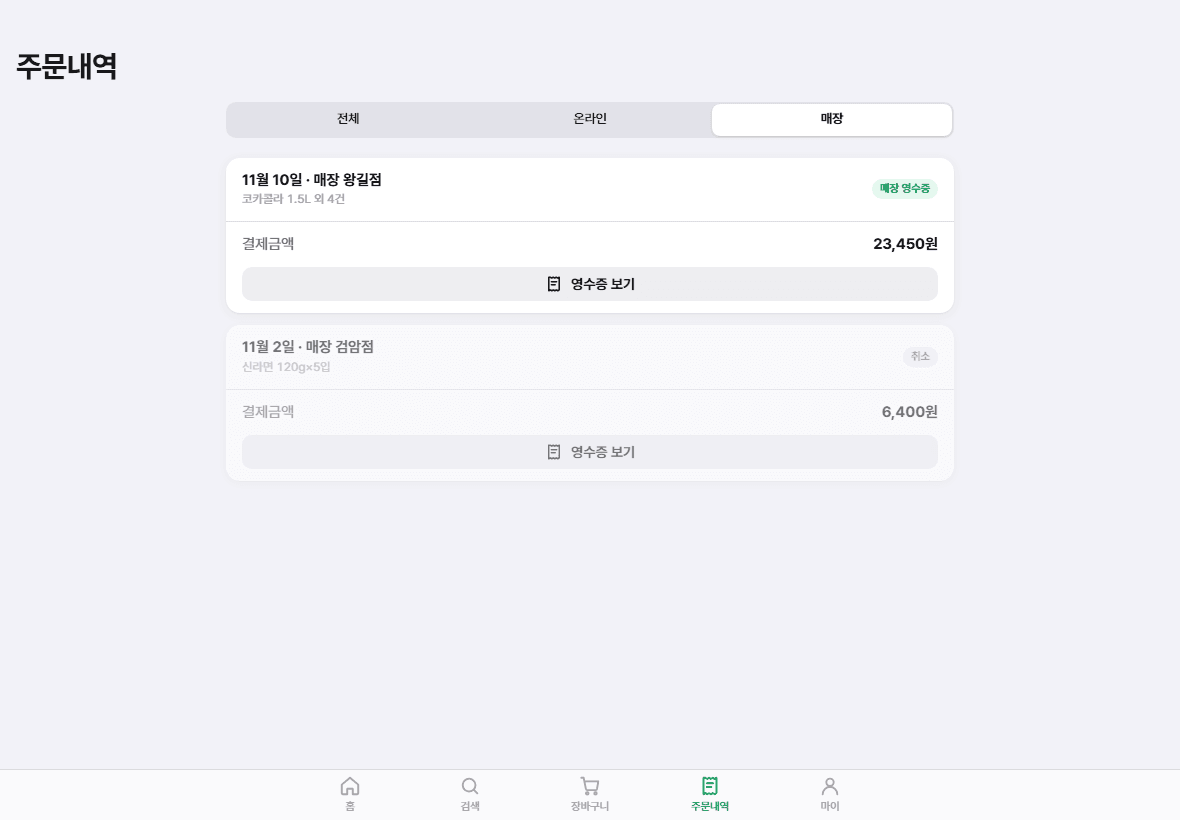 주문내역
전체
온라인
매장
11월 10일 · 매장 왕길점
코카콜라 1.5L 외 4건
매장 영수증
결제금액
23,450원
영수증 보기
11월 2일 · 매장 검암점
신라면 120g×5입
취소
결제금액
6,400원
영수증 보기
홈
검색
장바구니
주문내역
마이